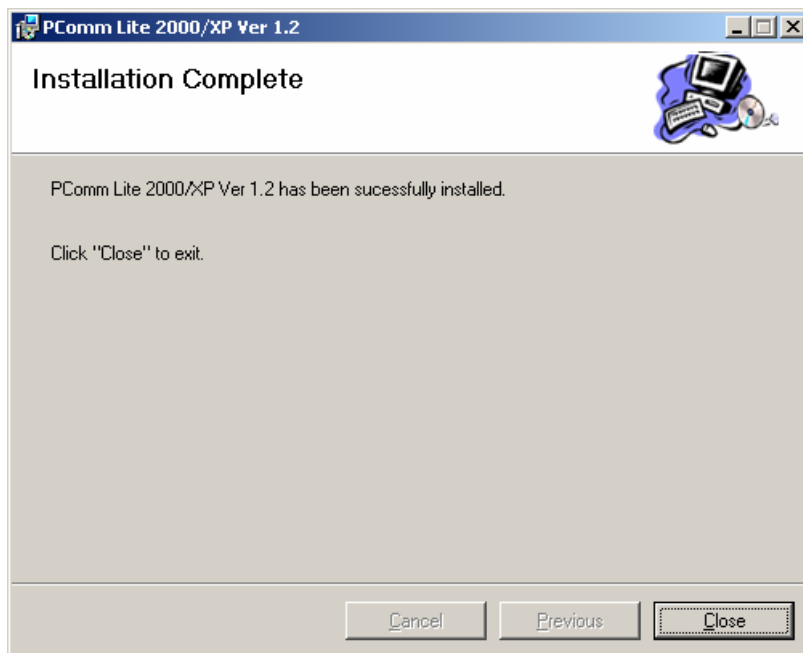 PComm Lite 2000/XP Ver 1.2
Installation Complete
PComm Lite 2000/XP Ver 1.2 has been sucessfully installed.
Click "Close" to exit.
Cancel Previous Close